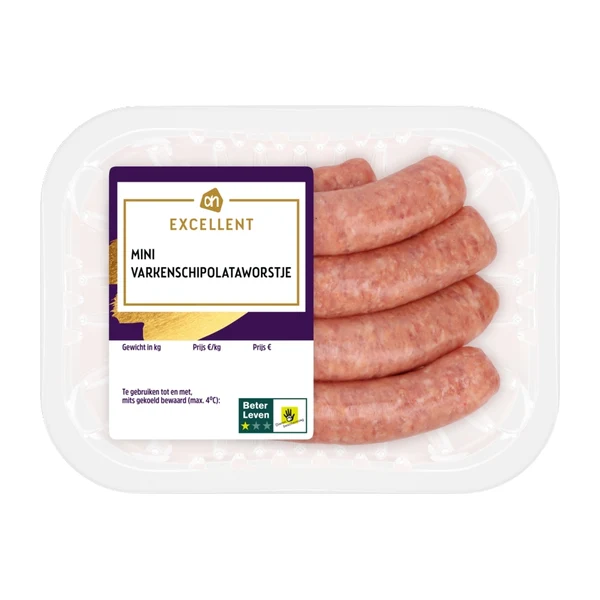 ah
EXCELLENT
MINI
VARKENSCHIPOLATAWORSTJE
Gewicht in kg Prijs €/kg Prijs €
Te gebruiken tot en met,
mits gekoeld bewaard (max. 4°C):
Beter
Leven